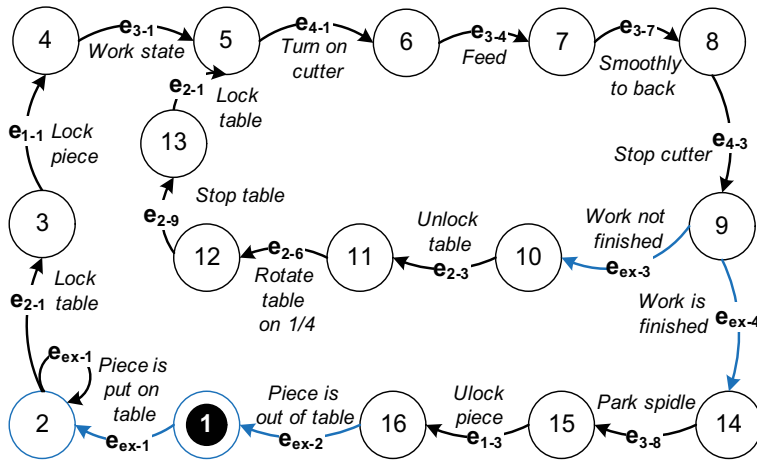 4
e3-1
Work state
5
e4-1
Turn on
cutter
6
e3-4
Feed
7
e3-7
Smoothly
to back
8
e1-1
Lock
piece
e2-1
Lock
table
13
e4-3
Stop cutter
3
e2-9
Stop table
12
e2-6
Rotate
table
on 1/4
11
Unlock
table
e2-3
10
Work not
finished
eex-3
9
Lock
table
e2-1
Work is
finished
eex-4
eex-1
Piece is
put on
table
2
eex-1
1
Piece is
out of table
eex-2
16
Ulock
piece
e1-3
15
Park spidle
e3-8
14